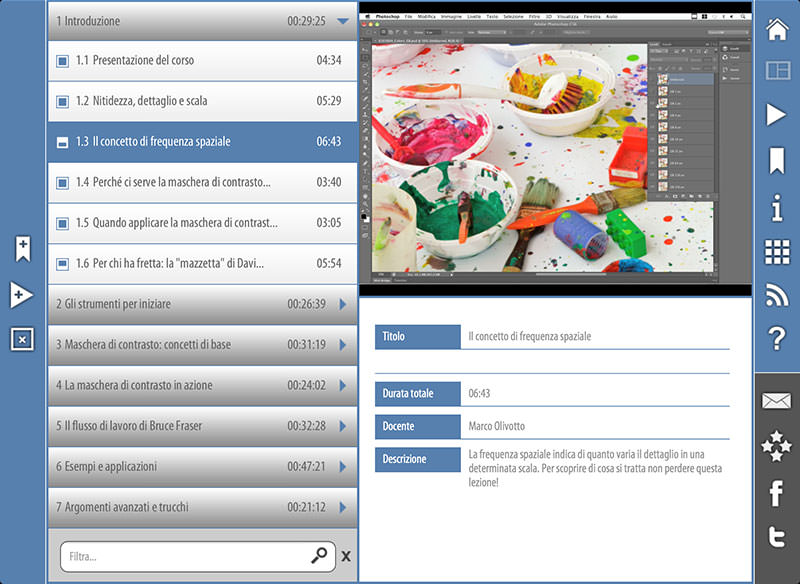 1 Introduzione 00:29:25
1.1 Presentazione del corso 04:34
1.2 Nitidezza, dettaglio e scala 05:29
1.3 Il concetto di frequenza spaziale 06:43
1.4 Perché ci serve la maschera di contrasto... 03:40
1.5 Quando applicare la maschera di contrast... 03:05
1.6 Per chi ha fretta: la "mazzetta" di Davi... 05:54
2 Gli strumenti per iniziare 00:26:39
3 Maschera di contrasto: concetti di base 00:31:19
4 La maschera di contrasto in azione 00:24:02
5 Il flusso di lavoro di Bruce Fraser 00:32:28
6 Esempi e applicazioni 00:47:21
7 Argomenti avanzati e trucchi 00:21:12
Filtra... X
Photoshop File Modifica Immagine Livello Testo Selezione Filtro 3D Visualizza Finestra Aiuto
Titolo Il concetto di frequenza spaziale
Durata totale 06:43
Docente Marco Olivotto
Descrizione La frequenza spaziale indica di quanto varia il dettaglio in una
determinata scala. Per scoprire di cosa si tratta non perdere questa
lezione!